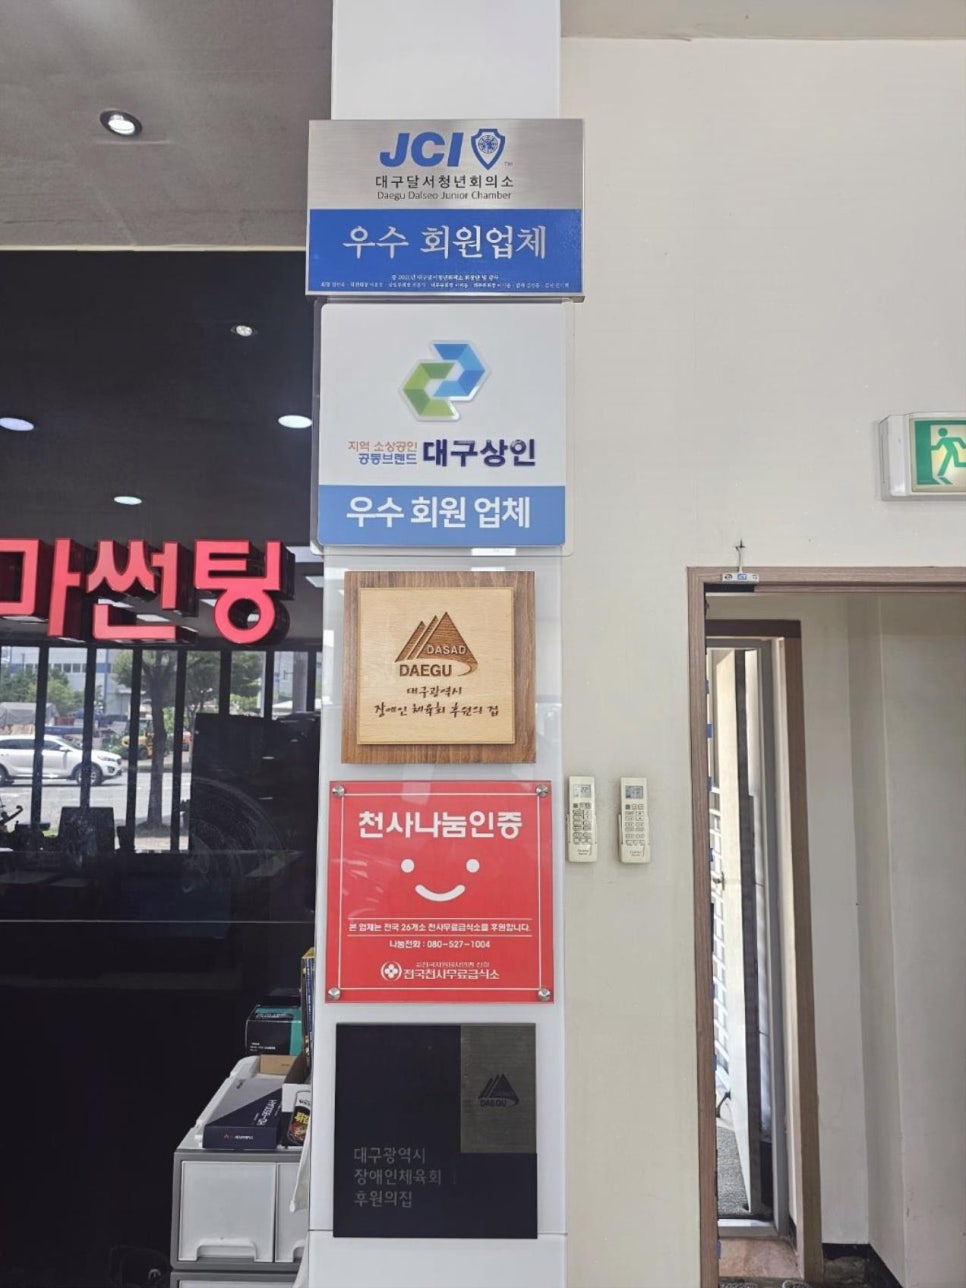 JCI
대구달서청년회의소
Daegu Dalseo Junior Chamber
우수 회원업체
지역 소상공인
공동브랜드 대구상인
우수 회원 업체
마썬팅
DASAD
DAEGU
대구광역시
장애인 체육회 후원의 집
천사나눔인증
본 업체는 전국 26개소 천사무료급식소를 후원합니다.
나눔전화 : 080-527-1004
전국천사무료급식소
DAEGU
대구광역시
장애인체육회
후원의집